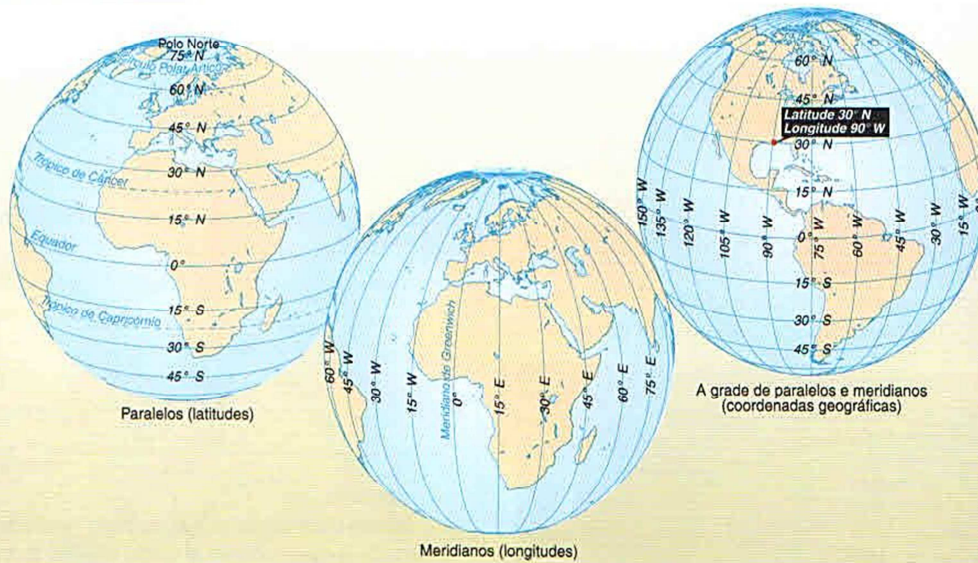 Polo Norte
75° N
Círculo Polar Ártico
60° N
45° N
30° N
Trópico de Câncer
15° N
Equador
0°
15° S
Trópico de Capricórnio
30° S
45° S
Paralelos (latitudes)
Meridiano de Greenwich
60° W
45° W
30° W
15° W
0°
15° E
30° E
45° E
60° E
75° E
Meridianos (longitudes)
60° N
45° N
Latitude 30° N
Longitude 90° W
30° N
15° N
150° W
135° W
120° W
105° W
90° W
75° W
60° W
45° W
30° W
15° W
0°
15° S
30° S
45° S
A grade de paralelos e meridianos
(coordenadas geográficas)